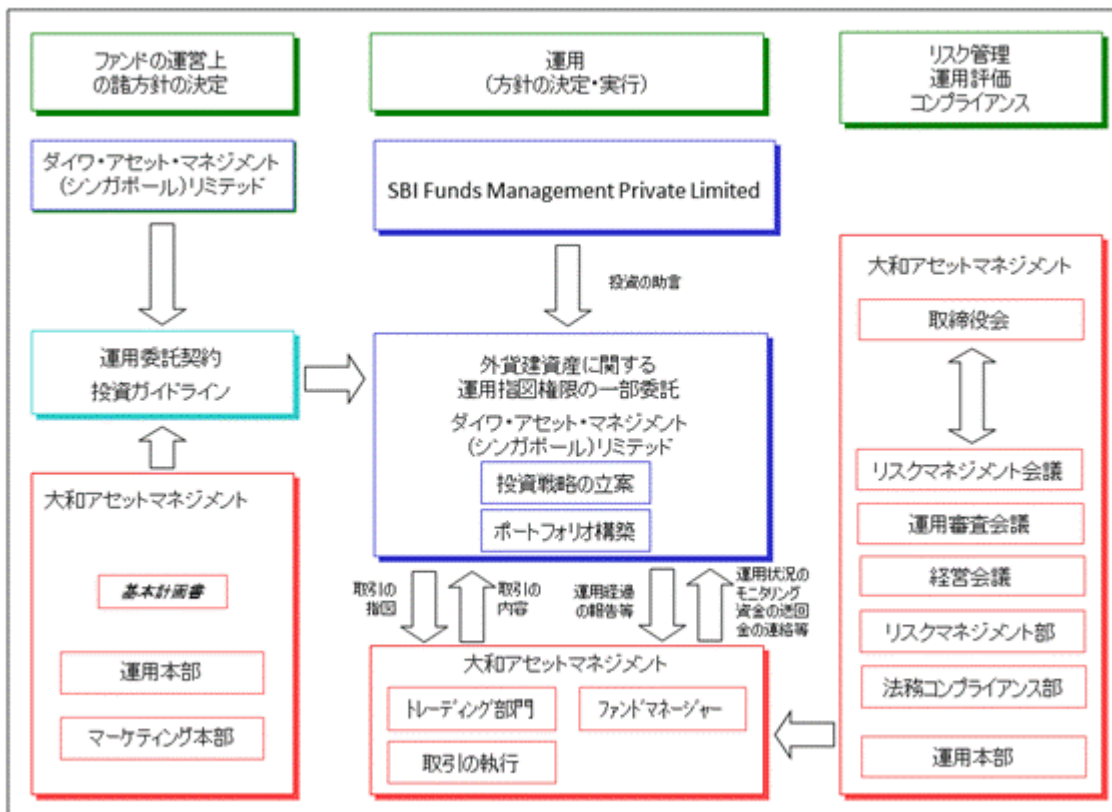 ファンドの運営上
の諸方針の決定
運用
(方針の決定・実行)
リスク管理
運用評価
コンプライアンス
ダイワ・アセット・マネジメント
(シンガポール)リミテッド
SBI Funds Management Private Limited
投資の助言
運用委託契約
投資ガイドライン
外貨建資産に関する
運用指図権限の一部委託
ダイワ・アセット・マネジメント
(シンガポール)リミテッド
投資戦略の立案
ポートフォリオ構築
大和アセットマネジメント
基本計画書
運用本部
マーケティング本部
取引の
指図
取引の
内容
運用経過
の報告等
運用状況の
モニタリング
資金の送回
金の連絡等
大和アセットマネジメント
トレーディング部門
ファンドマネージャー
取引の執行
大和アセットマネジメント
取締役会
リスクマネジメント会議
運用審査会議
経営会議
リスクマネジメント部
法務コンプライアンス部
運用本部